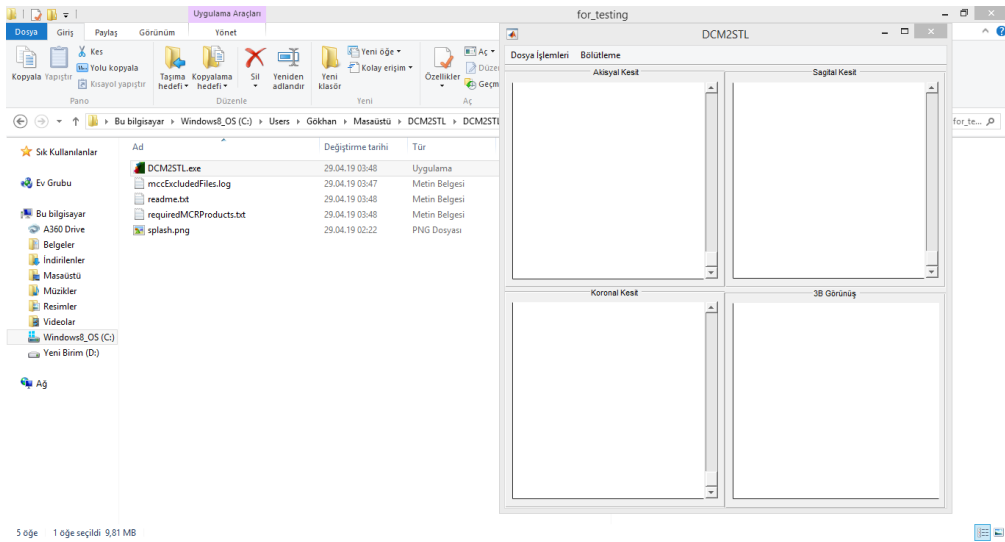 Uygulama Araçları
for_testing
Dosya
Giriş
Paylaş
Görünüm
Yönet
Kopyala
Yapıştır
Kes
Yolu kopyala
Kısayol yapıştır
Pano
Taşıma hedefi
Kopyalama hedefi
Sil
Yeniden adlandır
Düzenle
Yeni klasör
Yeni öğe
Kolay erişim
Yeni
Özellikler
Aç
Düze
Geçm
Aç
Bu bilgisayar
Windows8_OS (C:)
Users
Gökhan
Masaüstü
DCM2STL
DCM2STL
for_te...
Sık Kullanılanlar
Ev Grubu
Bu bilgisayar
A360 Drive
Belgeler
İndirilenler
Masaüstü
Müzikler
Resimler
Videolar
Windows8_OS (C:)
Yeni Birim (D:)
Ağ
Ad Değiştirme tarihi Tür
DCM2STL.exe 29.04.19 03:48 Uygulama
mccExcludedFiles.log 29.04.19 03:47 Metin Belgesi
readme.txt 29.04.19 03:48 Metin Belgesi
requiredMCRProducts.txt 29.04.19 03:48 Metin Belgesi
splash.png 29.04.19 02:22 PNG Dosyası
DCM2STL
Dosya İşlemleri Bölütleme
Akisyal Kesit
Sagital Kesit
Koronal Kesit
3B Görünüş
5 öğe 1 öğe seçildi 9,81 MB